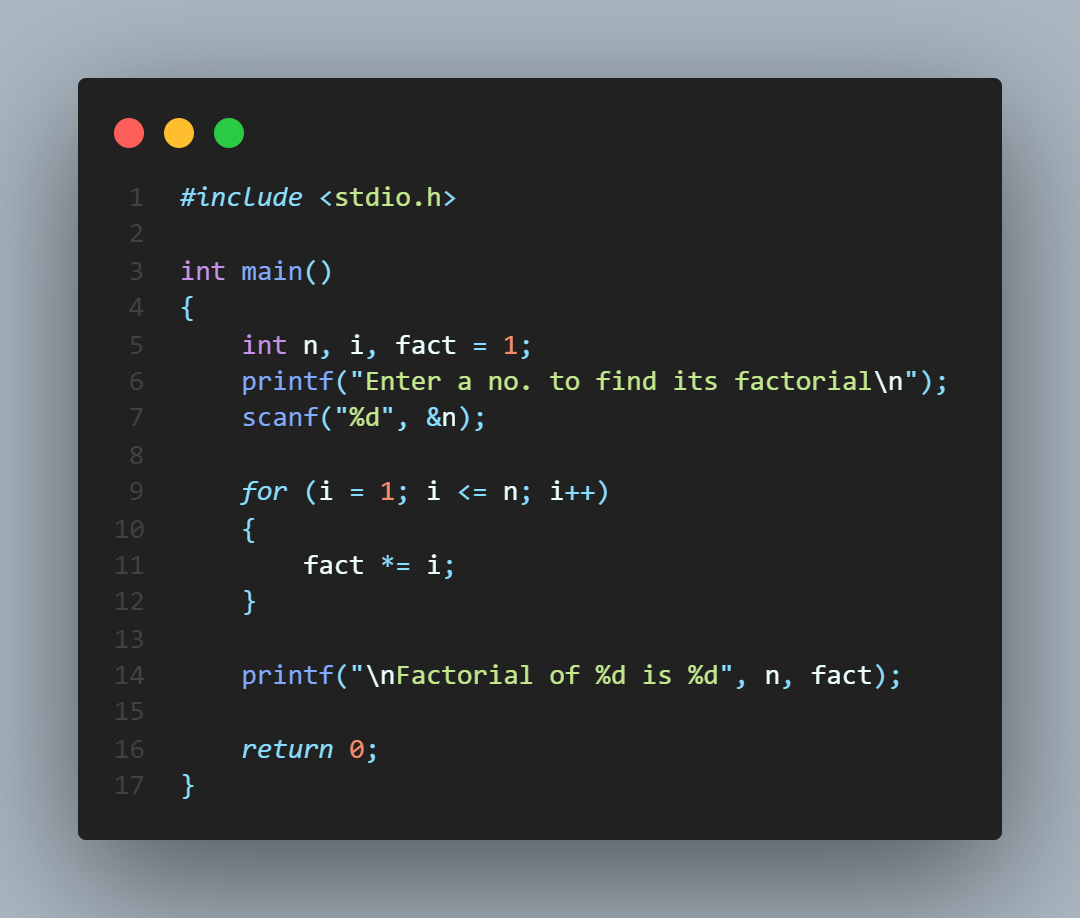 1 #include <stdio.h>
2
3 int main()
4 {
5     int n, i, fact = 1;
6     printf("Enter a no. to find its factorial\n");
7     scanf("%d", &n);
8
9     for (i = 1; i <= n; i++)
10     {
11         fact *= i;
12     }
13
14     printf("\nFactorial of %d is %d", n, fact);
15
16     return 0;
17 }